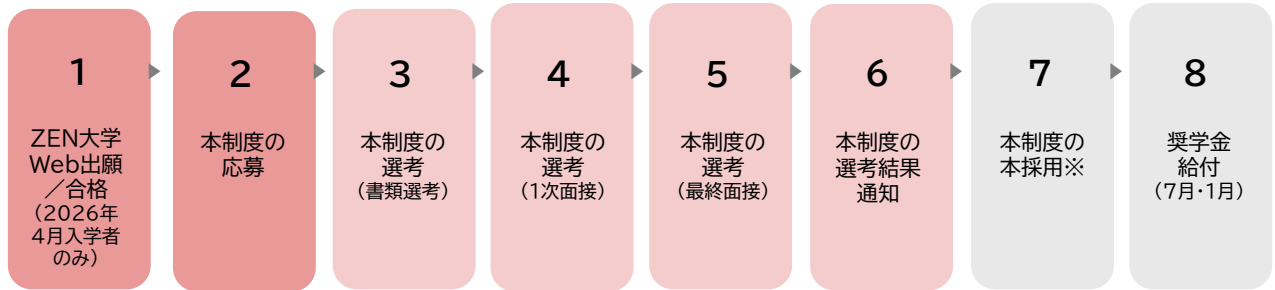 1
ZEN大学
Web出願
／合格
（2026年
4月入学者
のみ）
2
本制度の
応募
3
本制度の
選考
（書類選考）
4
本制度の
選考
（1次面接）
5
本制度の
選考
（最終面接）
6
本制度の
選考結果
通知
7
本制度の
本採用※
8
奨学金
給付
（7月・1月）